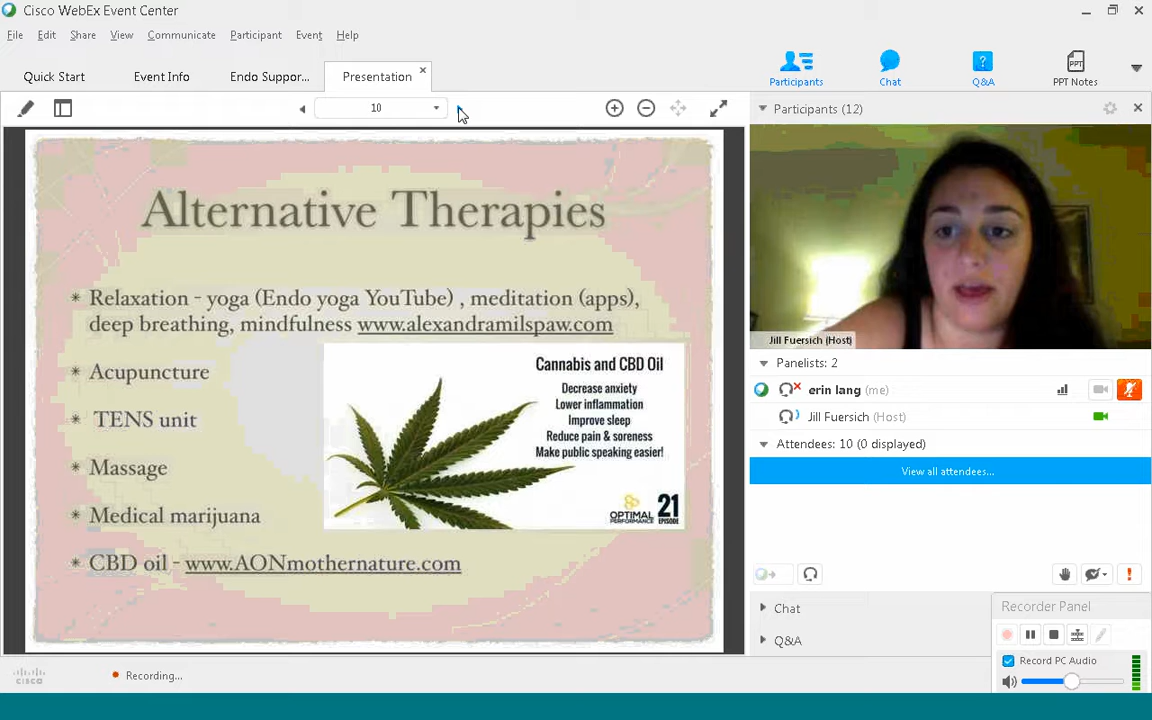 Cisco WebEx Event Center
File Edit Share View Communicate Participant Event Help
Quick Start Event Info Endo Suppor... Presentation
Participants Chat Q&A PPT Notes
PPT
10
Participants (12)
Alternative Therapies
* Relaxation - yoga (Endo yoga YouTube) , meditation (apps),
deep breathing, mindfulness www.alexandramilspaw.com
* Acupuncture
* TENS unit
* Massage
* Medical marijuana
* CBD oil - www.AONmothernature.com
Cannabis and CBD Oil
Decrease anxiety
Lower inflammation
Improve sleep
Reduce pain & soreness
Make public speaking easier!
OPTIMAL
PERFORMANCE
21
EPISODE
Jill Fuersich (Host)
Panelists: 2
erin lang (me)
Jill Fuersich (Host)
Attendees: 10 (0 displayed)
View all attendees...
Chat
Q&A
Recorder Panel
Record PC Audio
cisco
Recording...